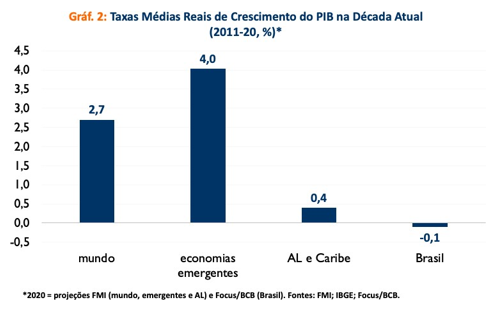 Gráf. 2: Taxas Médias Reais de Crescimento do PIB na Década Atual
(2011-20, %)*
4,5
4,0
3,5
3,0
2,5
2,0
1,5
1,0
0,5
0,0
-0,5
2,7
4,0
0,4
-0,1
mundo
economias
emergentes
AL e Caribe
Brasil
*2020 = projeções FMI (mundo, emergentes e AL) e Focus/BCB (Brasil). Fontes: FMI; IBGE; Focus/BCB.